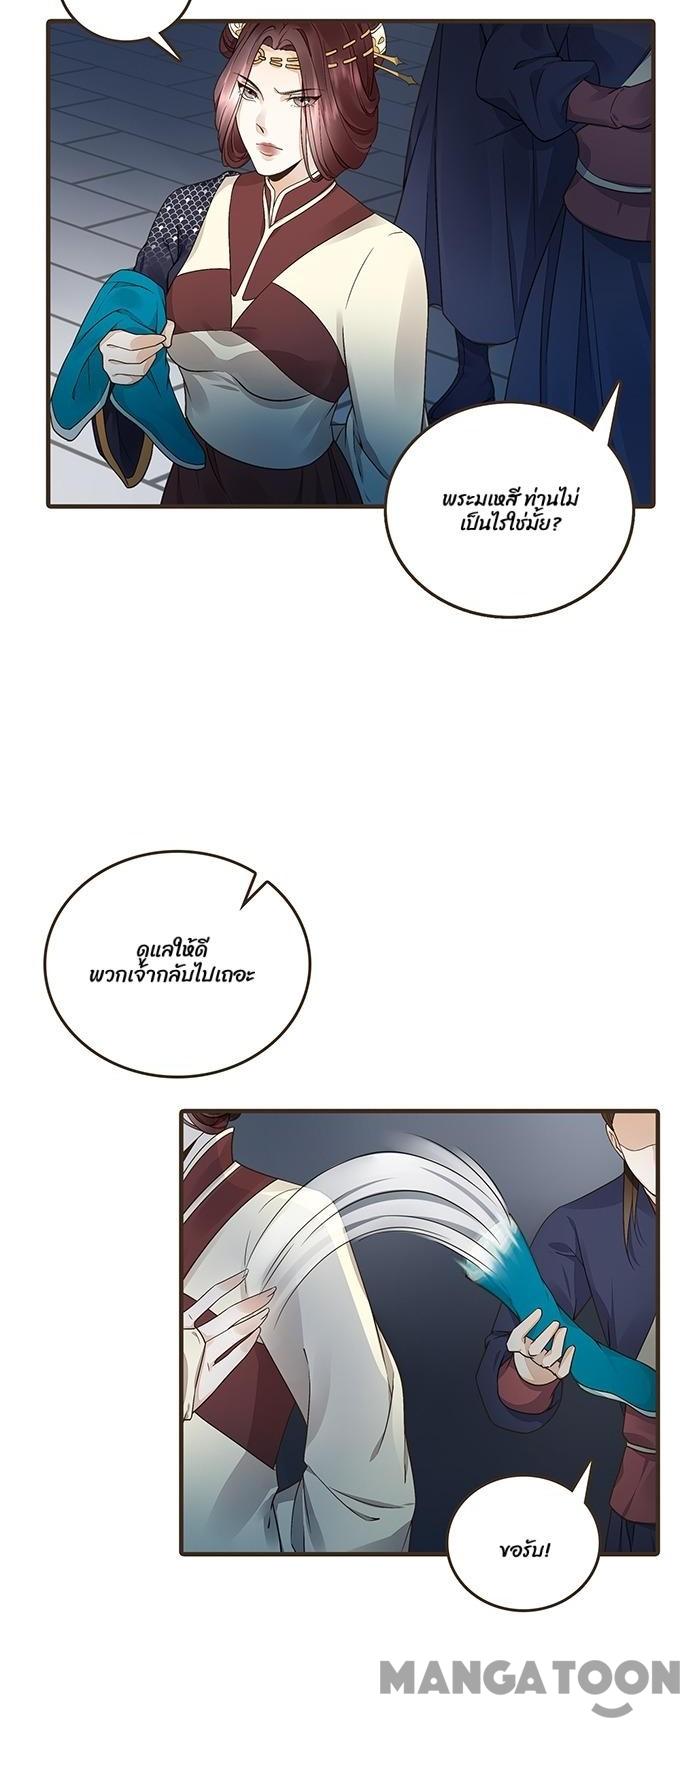 พระมเหสี ท่านไม่
เป็นไรใช่มั้ย?
ดูแลให้ดี
พวกเจ้ากลับไปเถอะ
ขอรับ!
MANGATOON